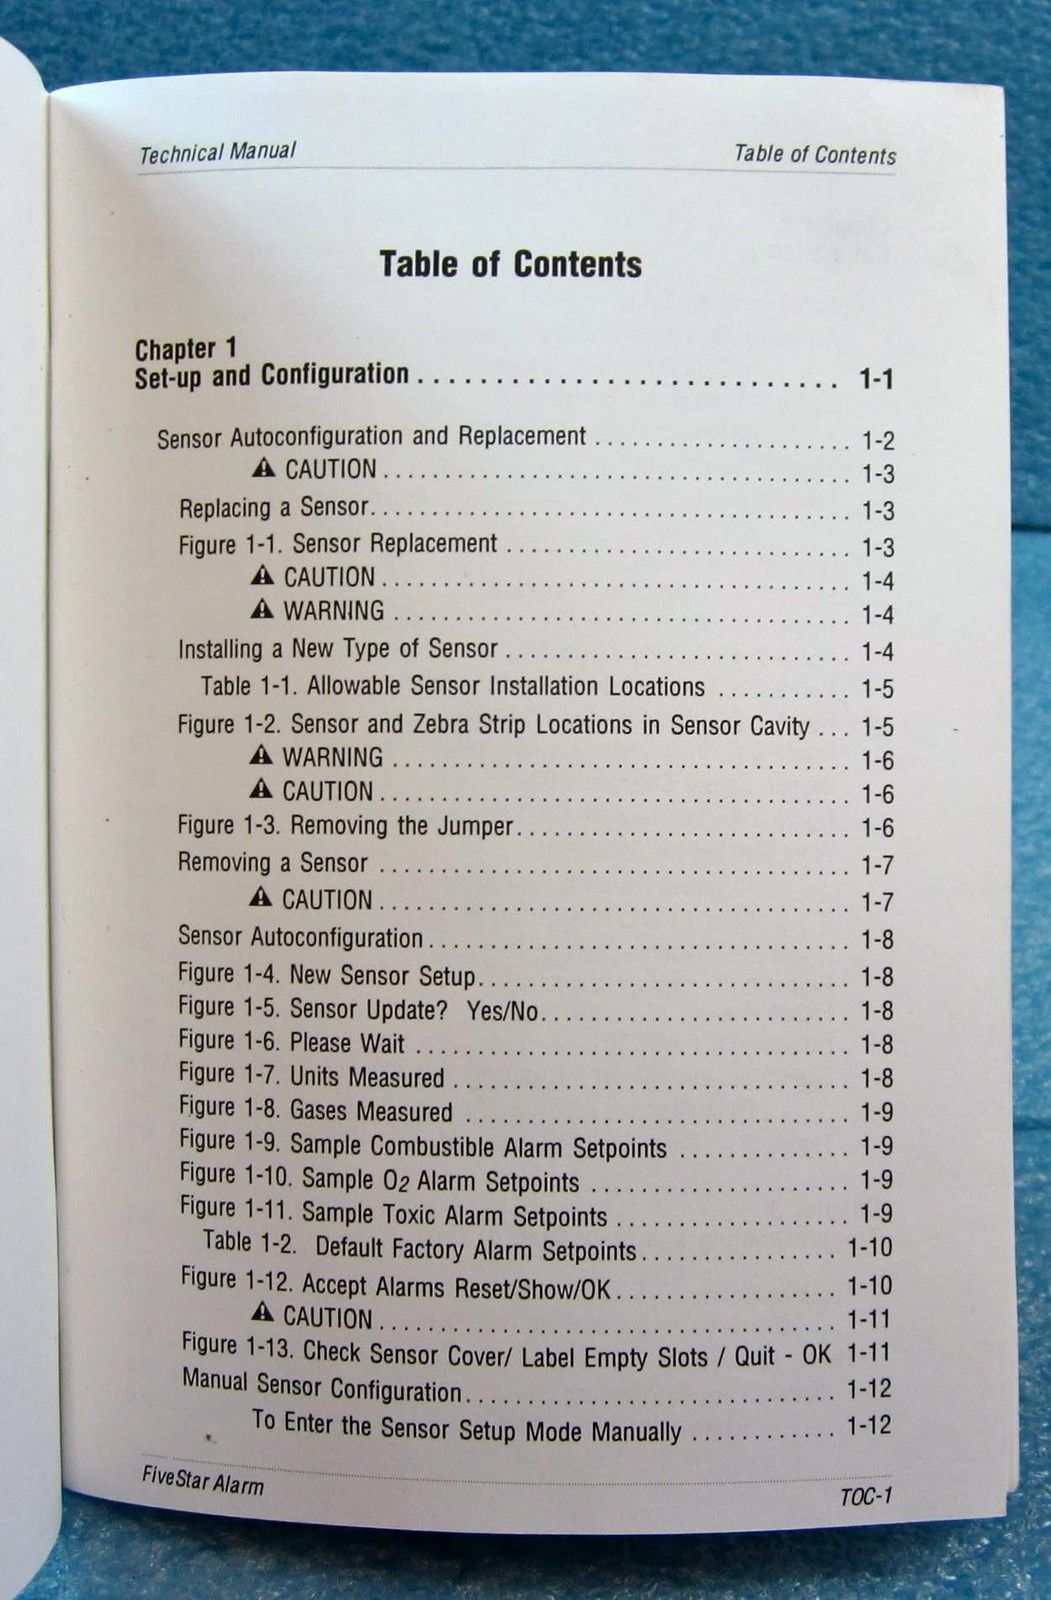 Technical Manual Table of Contents
Table of Contents
Chapter 1
Set-up and Configuration . . . . . . . . . . . . . . . . . . . . . . . . . . . 1-1
Sensor Autoconfiguration and Replacement . . . . . . . . . . . . . . . . . . . . . 1-2
⚠ CAUTION . . . . . . . . . . . . . . . . . . . . . . . . . . . . . . . . . . . . . . 1-3
Replacing a Sensor. . . . . . . . . . . . . . . . . . . . . . . . . . . . . . . . . . . . . . . 1-3
Figure 1-1. Sensor Replacement . . . . . . . . . . . . . . . . . . . . . . . . . . . . 1-3
⚠ CAUTION . . . . . . . . . . . . . . . . . . . . . . . . . . . . . . . . . . . . . . 1-4
⚠ WARNING . . . . . . . . . . . . . . . . . . . . . . . . . . . . . . . . . . . . . 1-4
Installing a New Type of Sensor . . . . . . . . . . . . . . . . . . . . . . . . . . . . 1-4
Table 1-1. Allowable Sensor Installation Locations . . . . . . . . . . . 1-5
Figure 1-2. Sensor and Zebra Strip Locations in Sensor Cavity . . . 1-5
⚠ WARNING . . . . . . . . . . . . . . . . . . . . . . . . . . . . . . . . . . . . . 1-6
⚠ CAUTION . . . . . . . . . . . . . . . . . . . . . . . . . . . . . . . . . . . . . . 1-6
Figure 1-3. Removing the Jumper. . . . . . . . . . . . . . . . . . . . . . . . . . . 1-6
Removing a Sensor . . . . . . . . . . . . . . . . . . . . . . . . . . . . . . . . . . . . . . 1-7
⚠ CAUTION . . . . . . . . . . . . . . . . . . . . . . . . . . . . . . . . . . . . . . 1-7
Sensor Autoconfiguration . . . . . . . . . . . . . . . . . . . . . . . . . . . . . . . . . . 1-8
Figure 1-4. New Sensor Setup. . . . . . . . . . . . . . . . . . . . . . . . . . . . . . 1-8
Figure 1-5. Sensor Update? Yes/No. . . . . . . . . . . . . . . . . . . . . . . . . 1-8
Figure 1-6. Please Wait . . . . . . . . . . . . . . . . . . . . . . . . . . . . . . . . . . . 1-8
Figure 1-7. Units Measured . . . . . . . . . . . . . . . . . . . . . . . . . . . . . . . . 1-8
Figure 1-8. Gases Measured . . . . . . . . . . . . . . . . . . . . . . . . . . . . . . . 1-9
Figure 1-9. Sample Combustible Alarm Setpoints . . . . . . . . . . . . . . 1-9
Figure 1-10. Sample O2 Alarm Setpoints . . . . . . . . . . . . . . . . . . . . . 1-9
Figure 1-11. Sample Toxic Alarm Setpoints . . . . . . . . . . . . . . . . . . . 1-9
Table 1-2. Default Factory Alarm Setpoints. . . . . . . . . . . . . . . . 1-10
Figure 1-12. Accept Alarms Reset/Show/OK. . . . . . . . . . . . . . . . . . 1-10
⚠ CAUTION . . . . . . . . . . . . . . . . . . . . . . . . . . . . . . . . . . . . . 1-11
Figure 1-13. Check Sensor Cover/ Label Empty Slots / Quit - OK 1-11
Manual Sensor Configuration. . . . . . . . . . . . . . . . . . . . . . . . . . . . . . 1-12
To Enter the Sensor Setup Mode Manually . . . . . . . . . . . . 1-12
FiveStar Alarm TOC-1